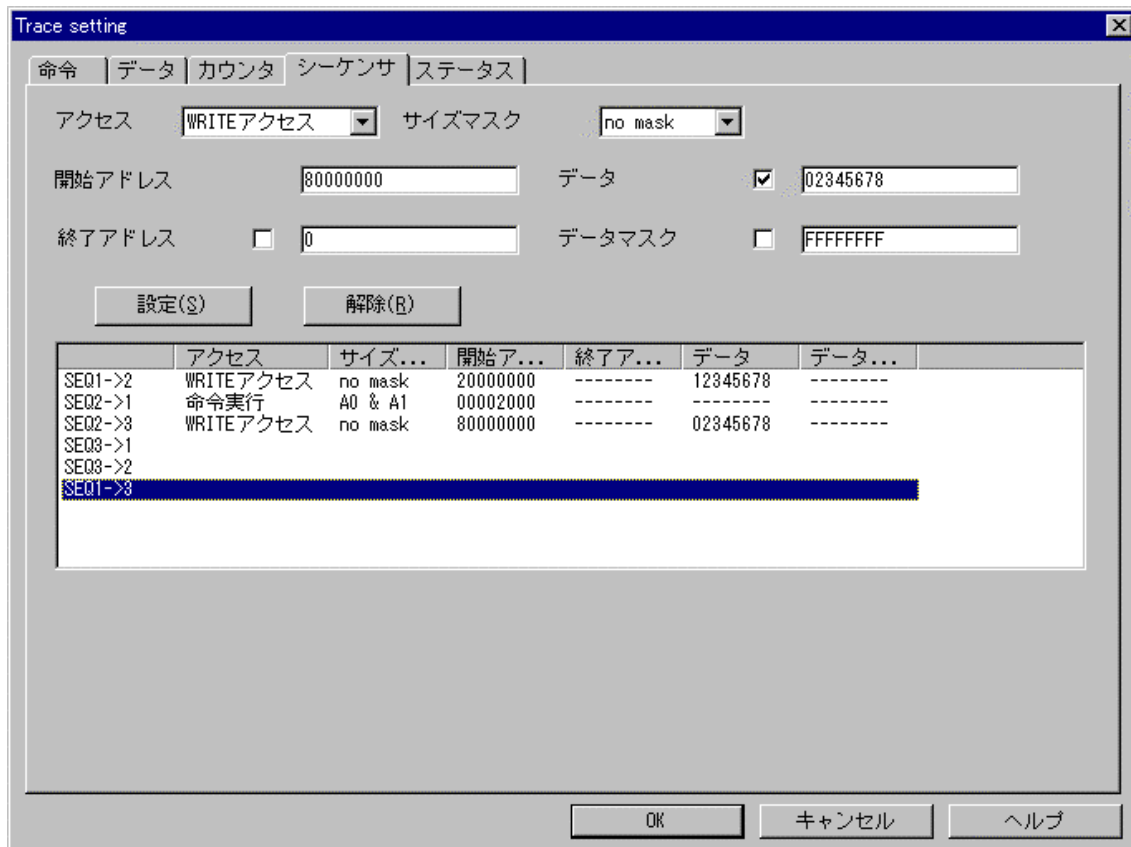 Trace setting
命令 データ カウンタ シーケンサ ステータス
アクセス WRITEアクセス サイズマスク no mask
開始アドレス 80000000 データ 02345678
終了アドレス 0 データマスク FFFFFFFF
設定(S) 解除(R)
アクセス サイズ... 開始ア... 終了ア... データ データ...
SEQ1->2 WRITEアクセス no mask 20000000 -------- 12345678 --------
SEQ2->1 命令実行 A0 & A1 00002000 -------- -------- --------
SEQ2->3 WRITEアクセス no mask 80000000 -------- 02345678 --------
SEQ3->1
SEQ3->2
SEQ1->3
OK キャンセル ヘルプ